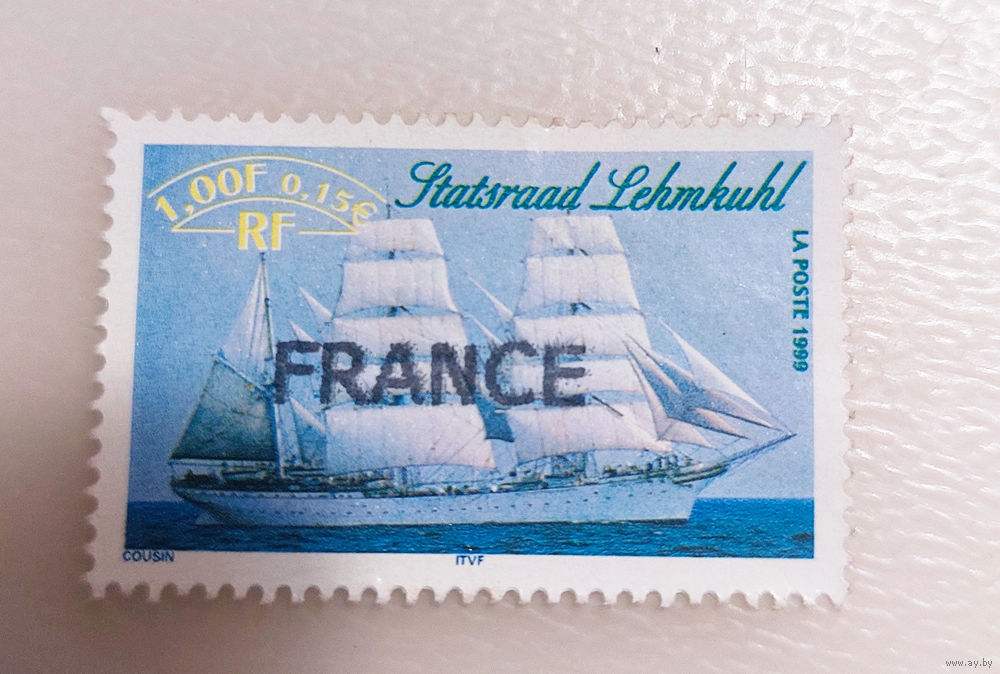 1,00F 0,15€
RF
Statsraad Lehmkuhl
LA POSTE 1999
FRANCE
COUSIN
ITVF
www.ay.by